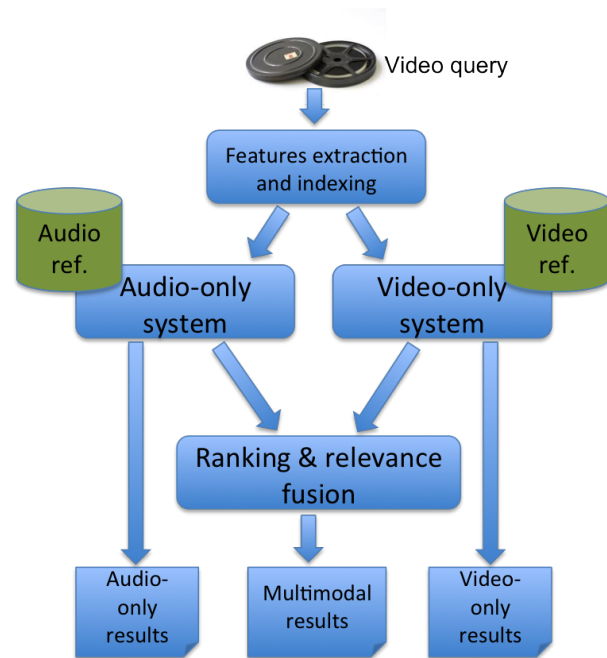 Video query
Features extraction
and indexing
Audio
ref.
Video
ref.
Audio-only
system
Video-only
system
Ranking & relevance
fusion
Audio-
only
results
Multimodal
results
Video-
only
results